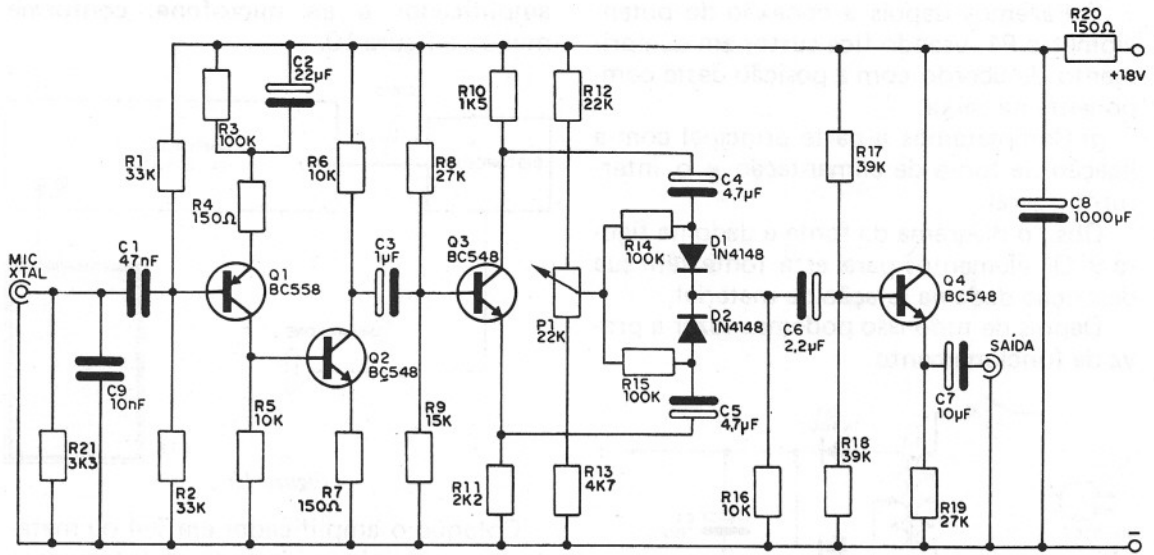 R20
150Ω
+18V
C2
22µF
R3
100K
R10
1K5
R12
22K
R1
33K
R6
10K
R8
27K
R17
39K
R4
150Ω
C4
4,7µF
C8
1000µF
MIC
XTAL
C1
47nF
Q1
BC558
C3
1µF
Q3
BC548
R14
100K
D1
1N4148
Q4
BC548
D2
1N4148
P1
22K
C6
2,2µF
Q2
BC548
SAÍDA
C9
10nF
R15
100K
C7
10µF
R5
10K
R9
15K
C5
4,7µF
R21
3K3
R18
39K
R2
33K
R7
150Ω
R11
2K2
R13
4K7
R16
10K
R19
27K